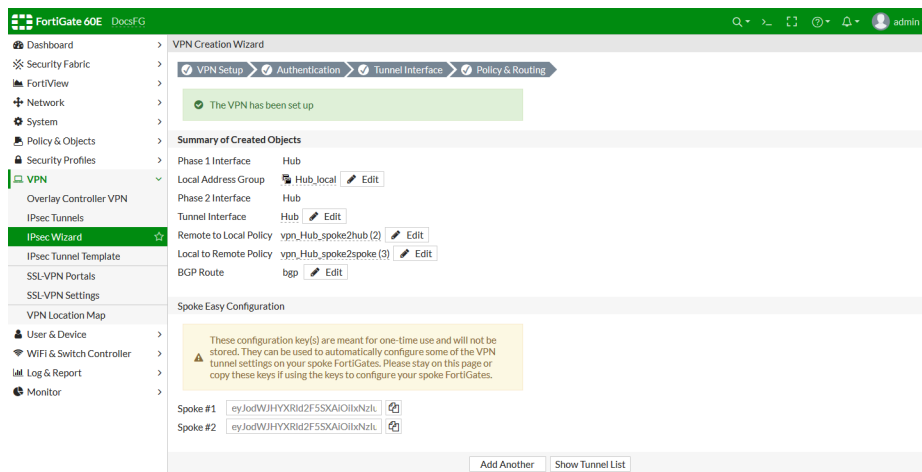 FortiGate 60E DocsFG
admin
Dashboard
Security Fabric
FortiView
Network
System
Policy & Objects
Security Profiles
VPN
Overlay Controller VPN
IPsec Tunnels
IPsec Wizard
IPsec Tunnel Template
SSL-VPN Portals
SSL-VPN Settings
VPN Location Map
User & Device
WiFi & Switch Controller
Log & Report
Monitor
VPN Creation Wizard
VPN Setup Authentication Tunnel Interface Policy & Routing
The VPN has been set up
Summary of Created Objects
Phase 1 Interface Hub
Local Address Group Hub_local Edit
Phase 2 Interface Hub
Tunnel Interface Hub Edit
Remote to Local Policy vpn_Hub_spoke2hub (2) Edit
Local to Remote Policy vpn_Hub_spoke2spoke (3) Edit
BGP Route bgp Edit
Spoke Easy Configuration
These configuration key(s) are meant for one-time use and will not be
stored. They can be used to automatically configure some of the VPN
tunnel settings on your spoke FortiGates. Please stay on this page or
copy these keys if using the keys to configure your spoke FortiGates.
Spoke #1
Spoke #2
Add Another Show Tunnel List